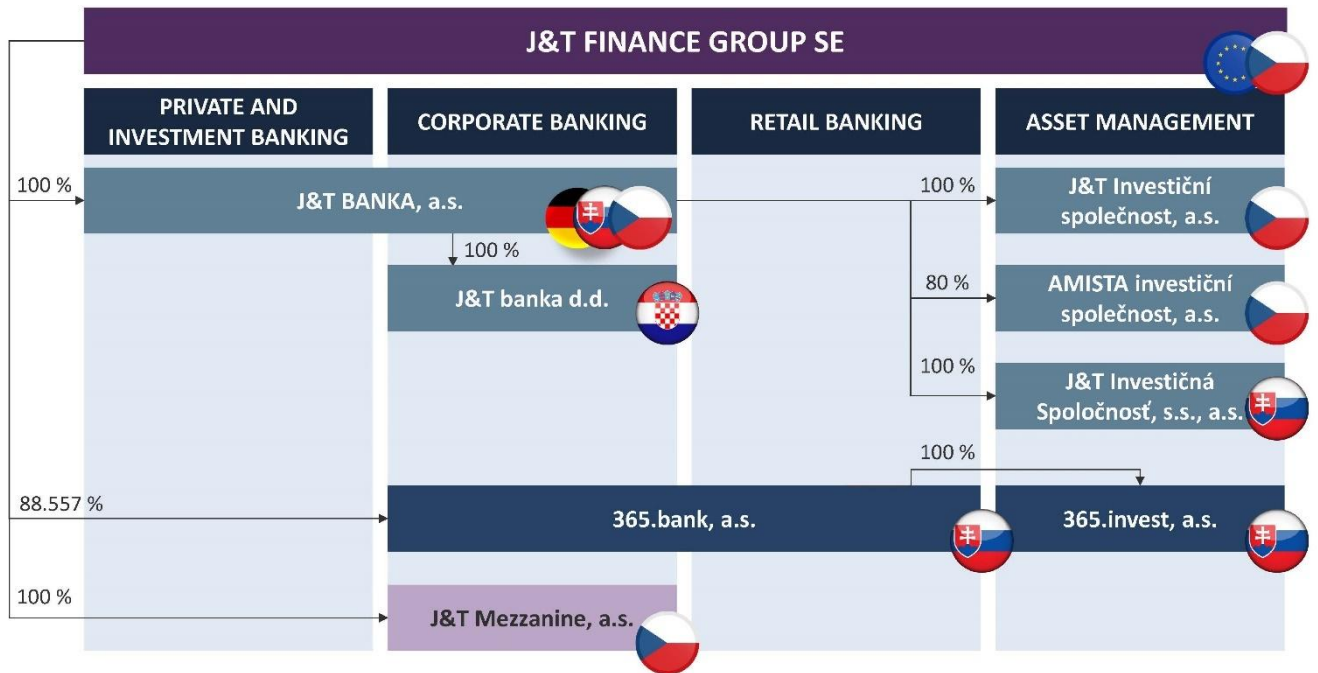 J&T FINANCE GROUP SE
PRIVATE AND
INVESTMENT BANKING
CORPORATE BANKING
RETAIL BANKING
ASSET MANAGEMENT
100 %
J&T BANKA, a.s.
100 %
J&T Investiční
společnost, a.s.
100 %
J&T banka d.d.
80 %
AMISTA investiční
společnost, a.s.
100 %
J&T Investičná
Spoločnosť, s.s., a.s.
100 %
88.557 %
365.bank, a.s.
365.invest, a.s.
100 %
J&T Mezzanine, a.s.